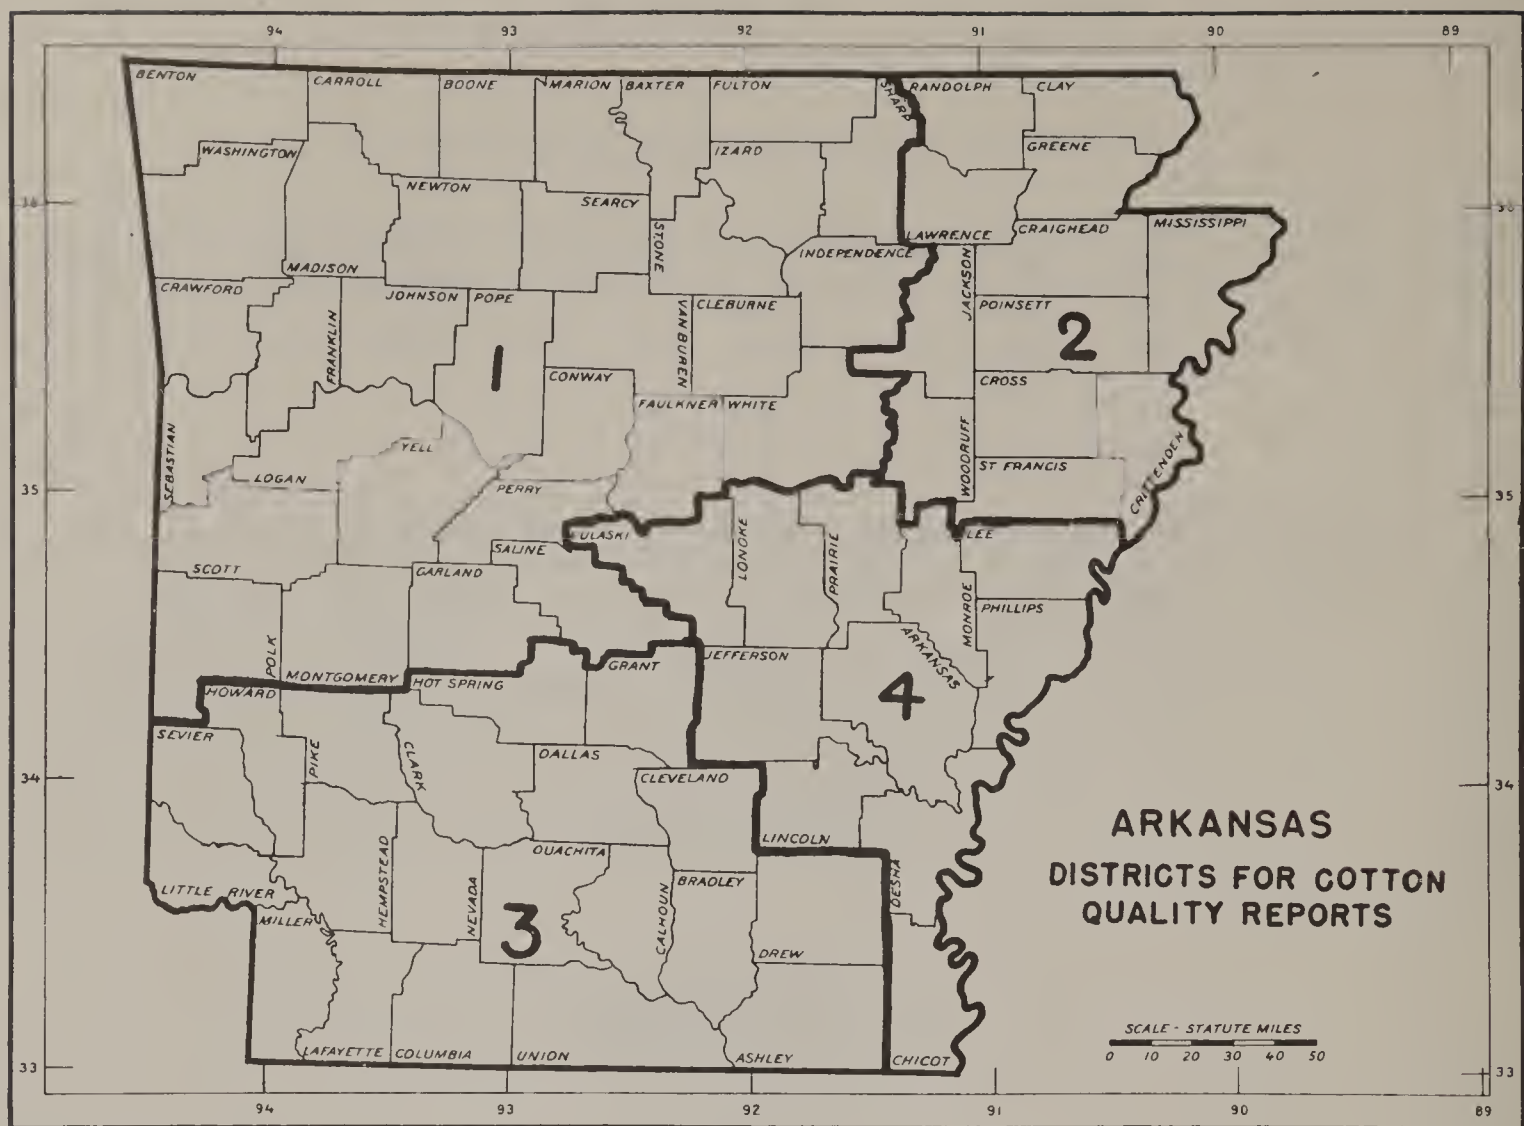 94 93 92 91 90 89
BENTON CARROLL BOONE MARION BAXTER FULTON SHARP RANDOLPH CLAY
WASHINGTON IZARD GREENE
NEWTON
36 SEARCY 36
STONE LAWRENCE CRAIGHEAD MISSISSIPPI
MADISON INDEPENDENCE
CRAWFORD JOHNSON POPE VAN BUREN CLEBURNE JACKSON POINSETT
FRANKLIN 1 2
CONWAY CROSS
FAULKNER WHITE
SEBASTIAN YELL WOODRUFF CRITTENDEN
LOGAN ST FRANCIS
35 PERRY 35
ULASKI LONOKE PRAIRIE LEE
SALINE
SCOTT GARLAND MONROE PHILLIPS
POLK ARKANSAS
MONTGOMERY HOT SPRING GRANT JEFFERSON
HOWARD 4
SEVIER PIKE CLARK DALLAS
34 CLEVELAND 34
LINCOLN
HEMPSTEAD OUACHITA
LITTLE RIVER NEVADA CALHOUN BRADLEY DESHA
MILLER 3
DREW
LAFAYETTE COLUMBIA UNION ASHLEY CHICOT
33 33
ARKANSAS
DISTRICTS FOR COTTON
QUALITY REPORTS
SCALE - STATUTE MILES
0 10 20 30 40 50
94 93 92 91 90 89